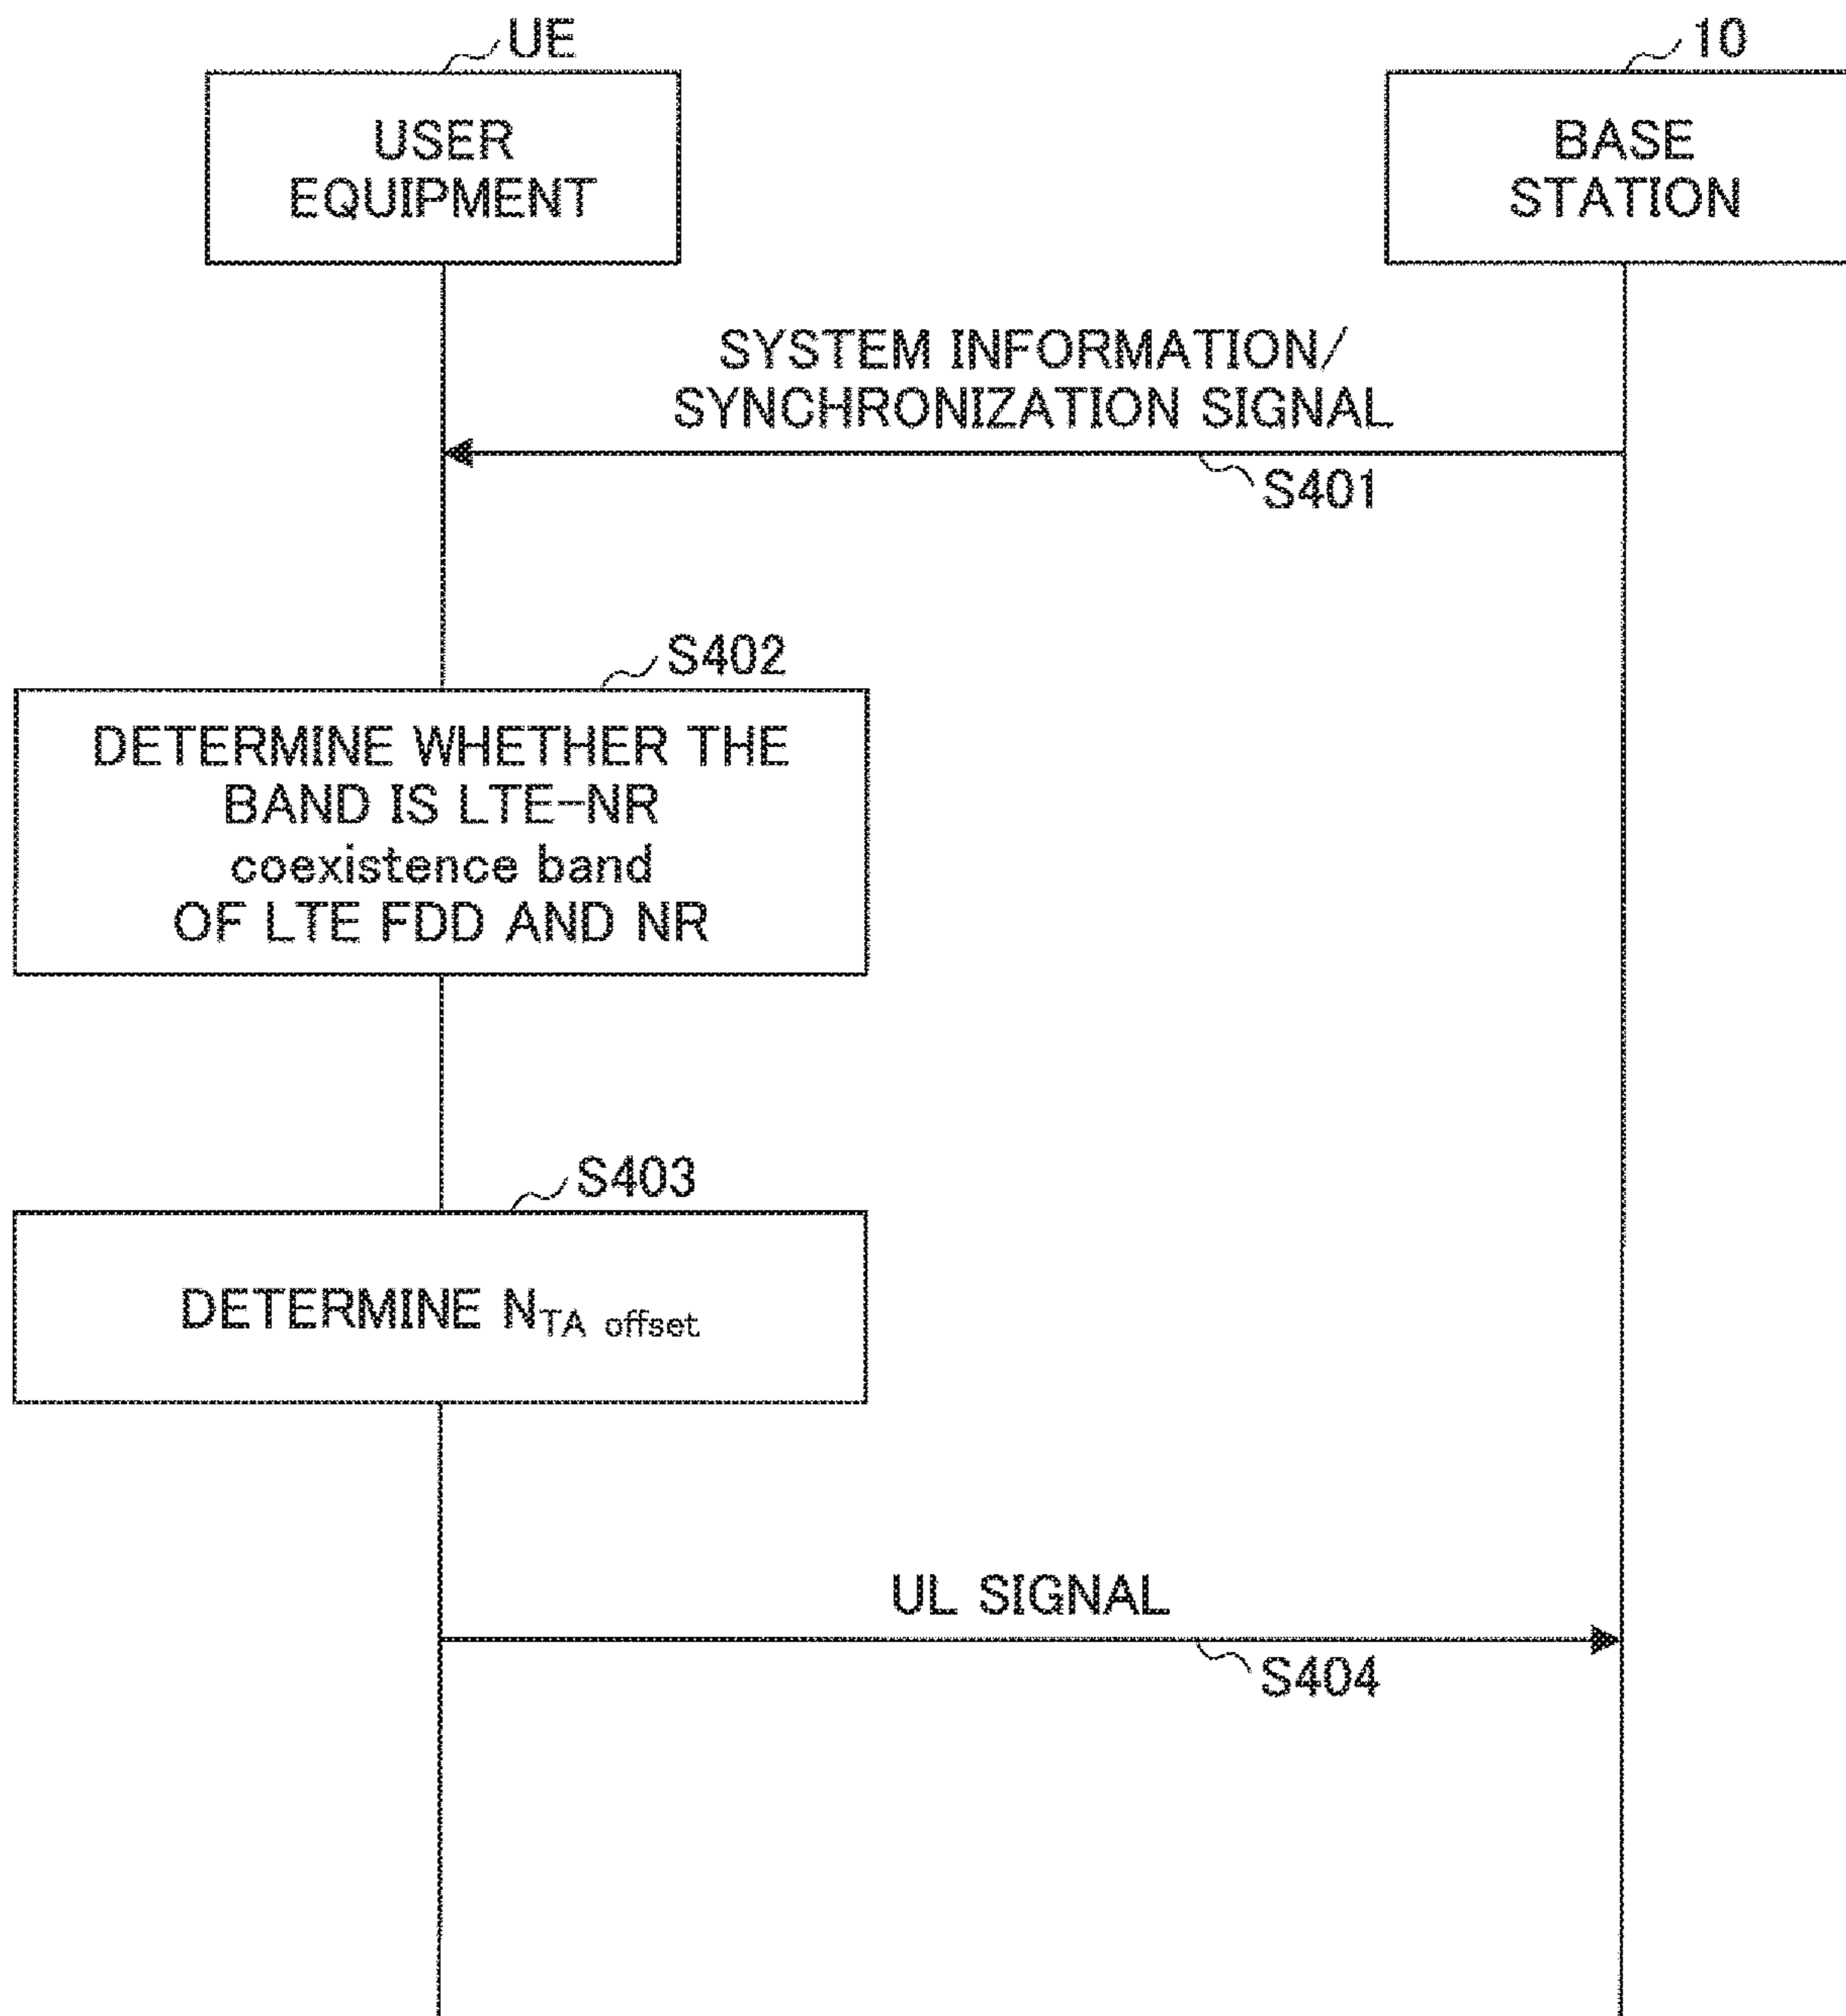 UE
USER
EQUIPMENT
10
BASE
STATION
SYSTEM INFORMATION/
SYNCHRONIZATION SIGNAL
S401
S402
DETERMINE WHETHER THE
BAND IS LTE-NR
coexistence band
OF LTE FDD AND NR
S403
DETERMINE NTA offset
UL SIGNAL
S404